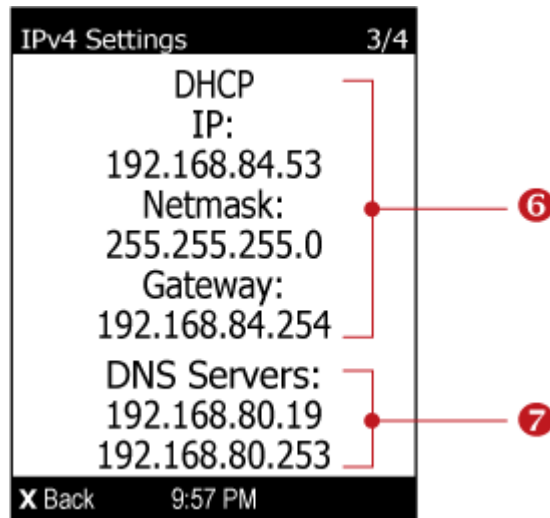 IPv4 Settings 3/4
DHCP
IP:
192.168.84.53
Netmask:
255.255.255.0
Gateway:
192.168.84.254
6
DNS Servers:
192.168.80.19
192.168.80.253
7
X Back 9:57 PM